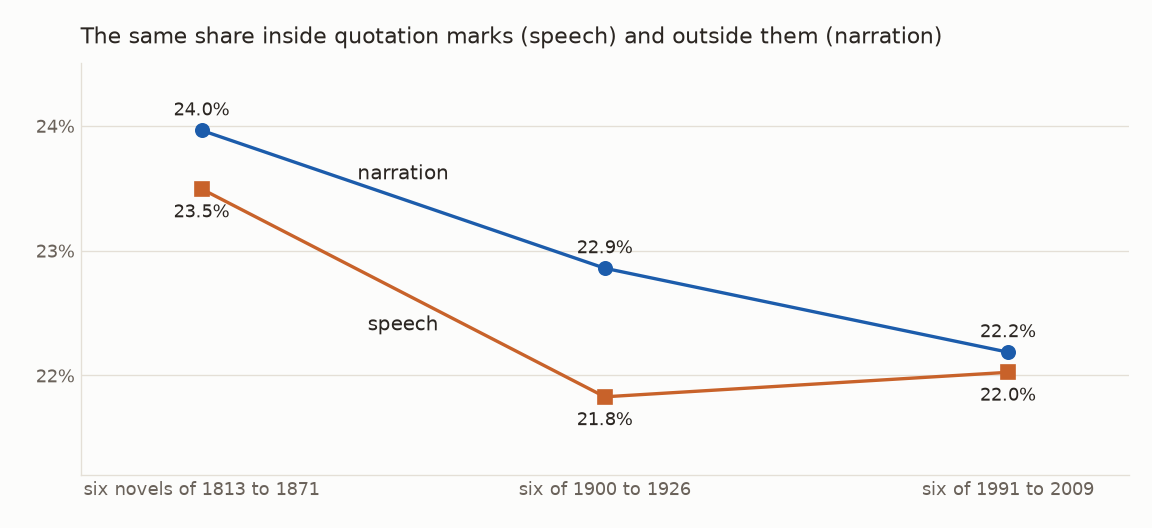 The same share inside quotation marks (speech) and outside them (narration)
24.0%
24%
narration
23.5%
22.9%
23%
speech
22.2%
22%
22.0%
21.8%
six novels of 1813 to 1871
six of 1900 to 1926
six of 1991 to 2009